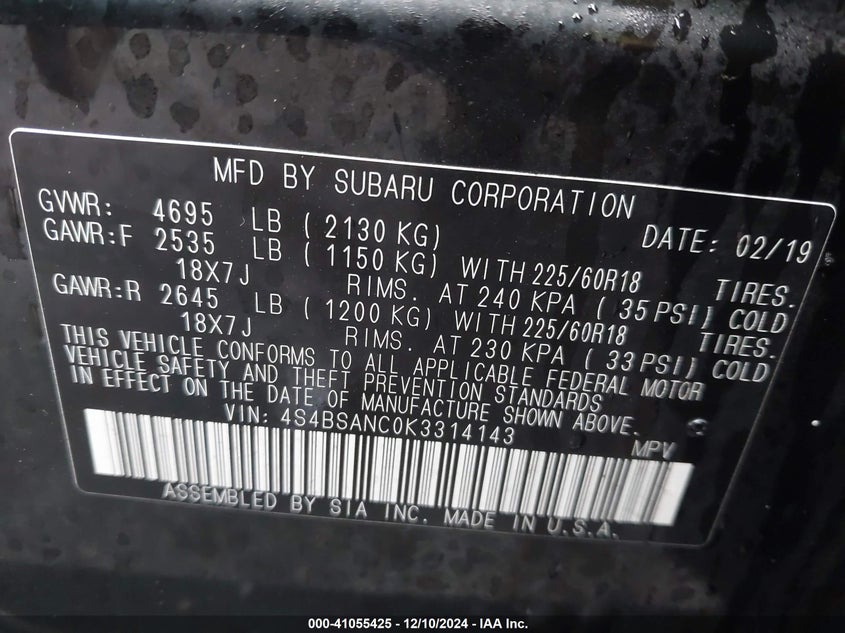 MFD BY SUBARU CORPORATION
GVWR: 4695 LB ( 2130 KG) DATE: 02/19
GAWR:F 2535 LB ( 1150 KG) WITH 225/60R18 TIRES.
18X7J RIMS. AT 240 KPA ( 35 PSI) COLD
GAWR:R 2645 LB ( 1200 KG) WITH 225/60R18 TIRES.
18X7J RIMS. AT 230 KPA ( 33 PSI) COLD
THIS VEHICLE CONFORMS TO ALL APPLICABLE FEDERAL MOTOR
VEHICLE SAFETY AND THEFT PREVENTION STANDARDS
IN EFFECT ON THE DATE OF MANUFACTURE SHOWN ABOVE.
VIN: 4S4BSANC0K3314143 MPV
ASSEMBLED BY SIA INC. MADE IN U.S.A.
000-41055425 - 12/10/2024 - IAA Inc.